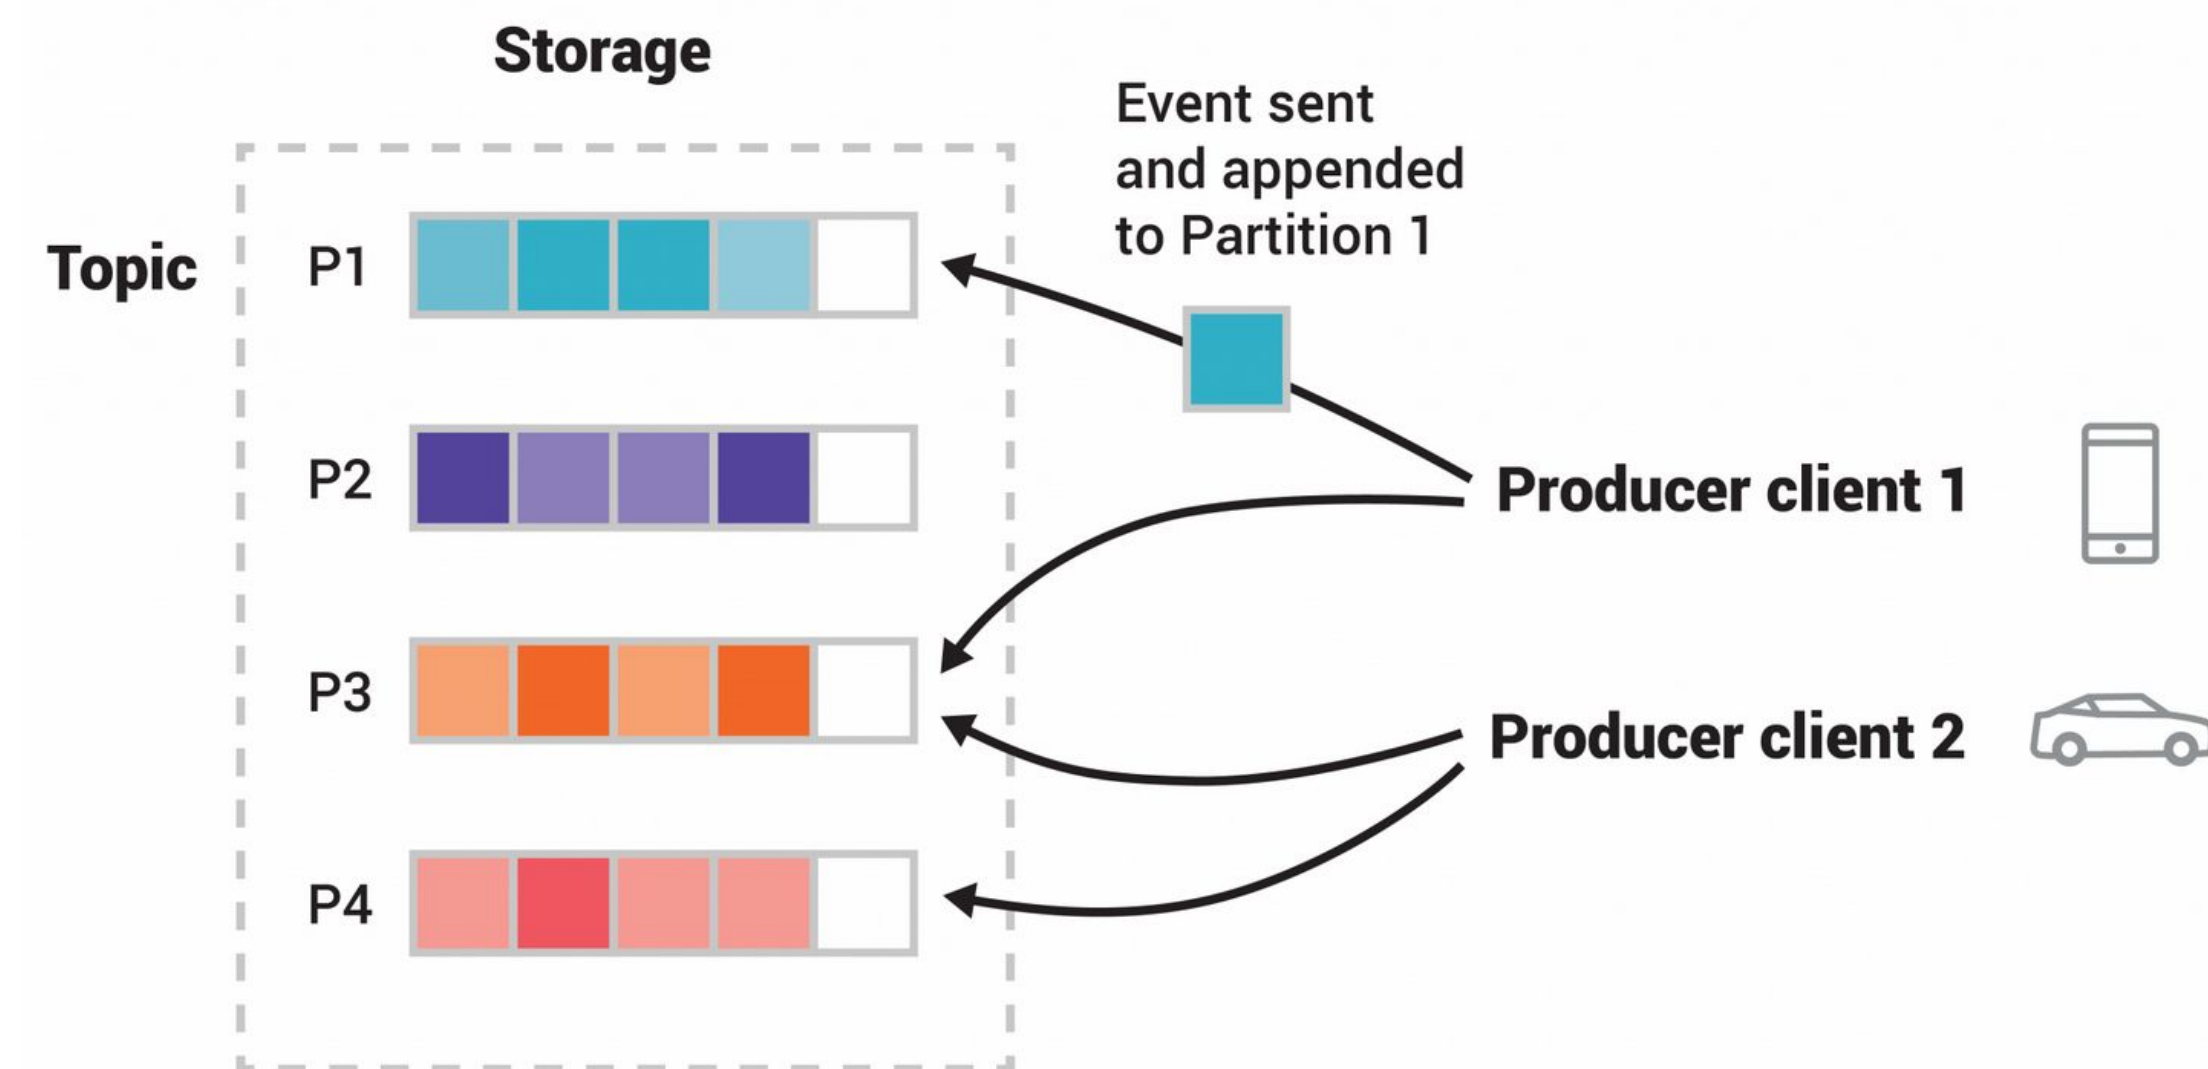 Storage
Event sent
and appended
to Partition 1
Topic
P1
P2
Producer client 1
P3
Producer client 2
P4